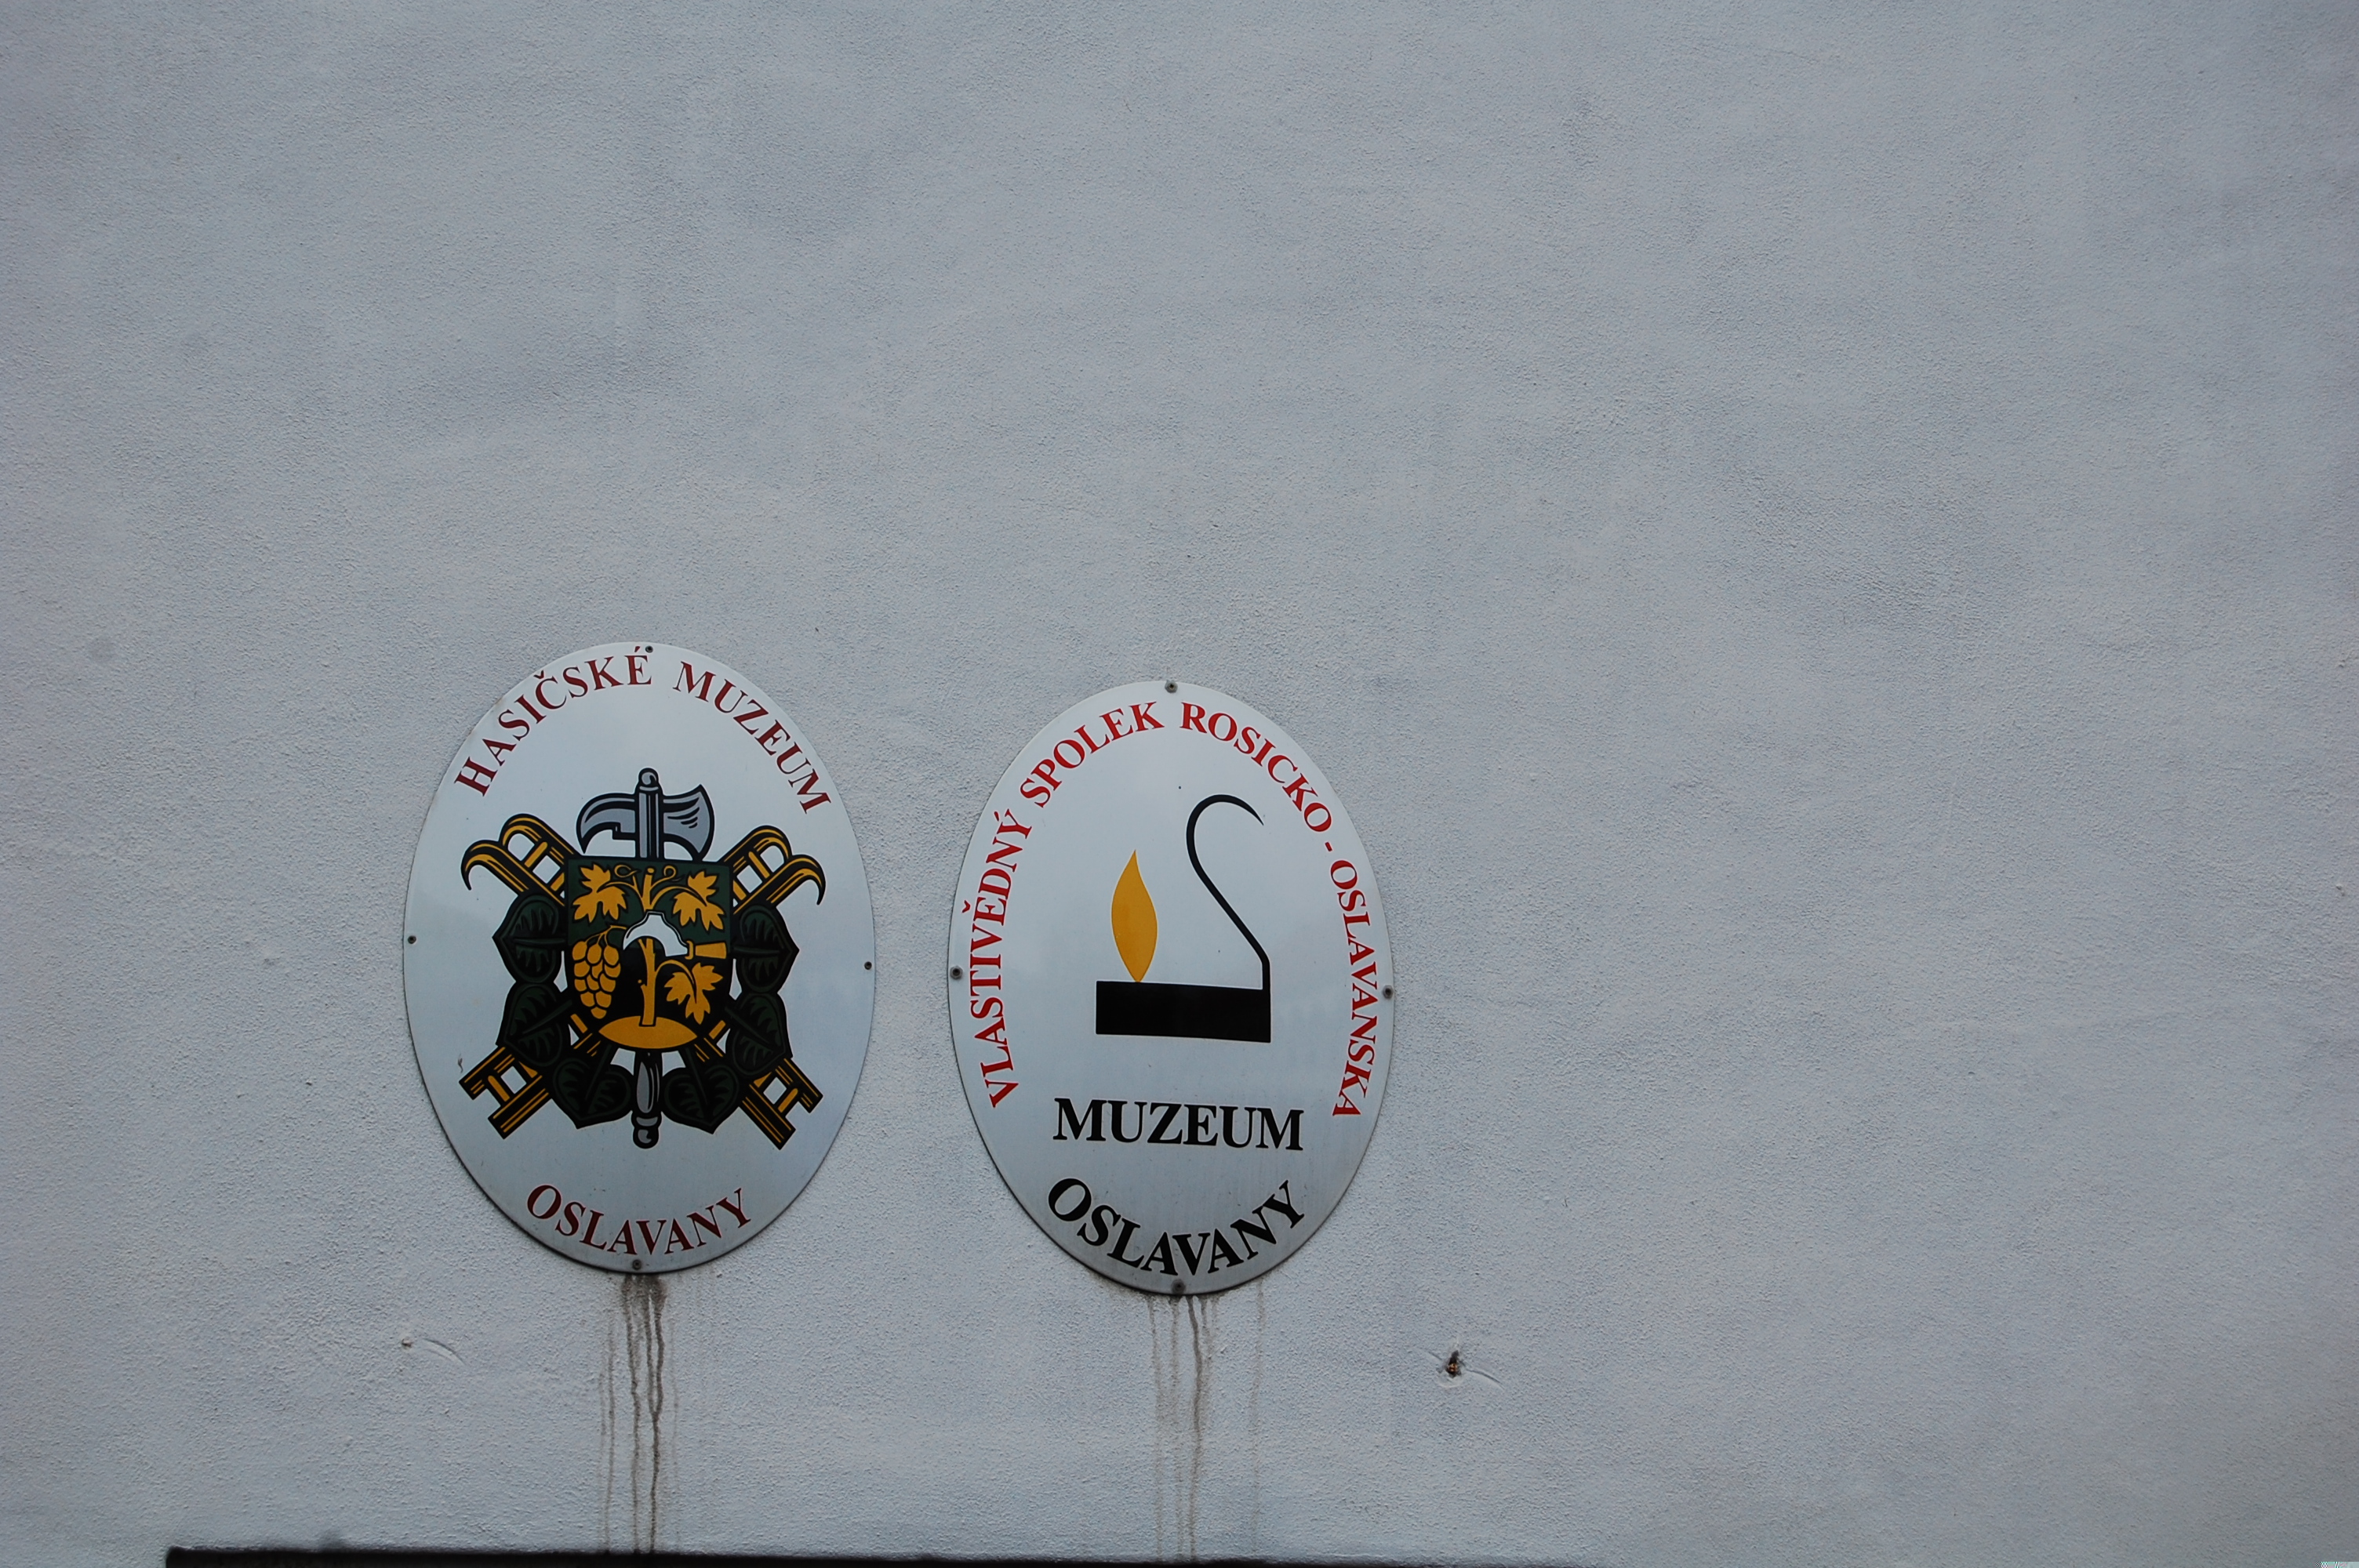 HASIČSKÉ MUZEUM
OSLAVANY
VLASTIVĚDNÝ SPOLEK ROSICKO - OSLAVANSKA
MUZEUM
OSLAVANY